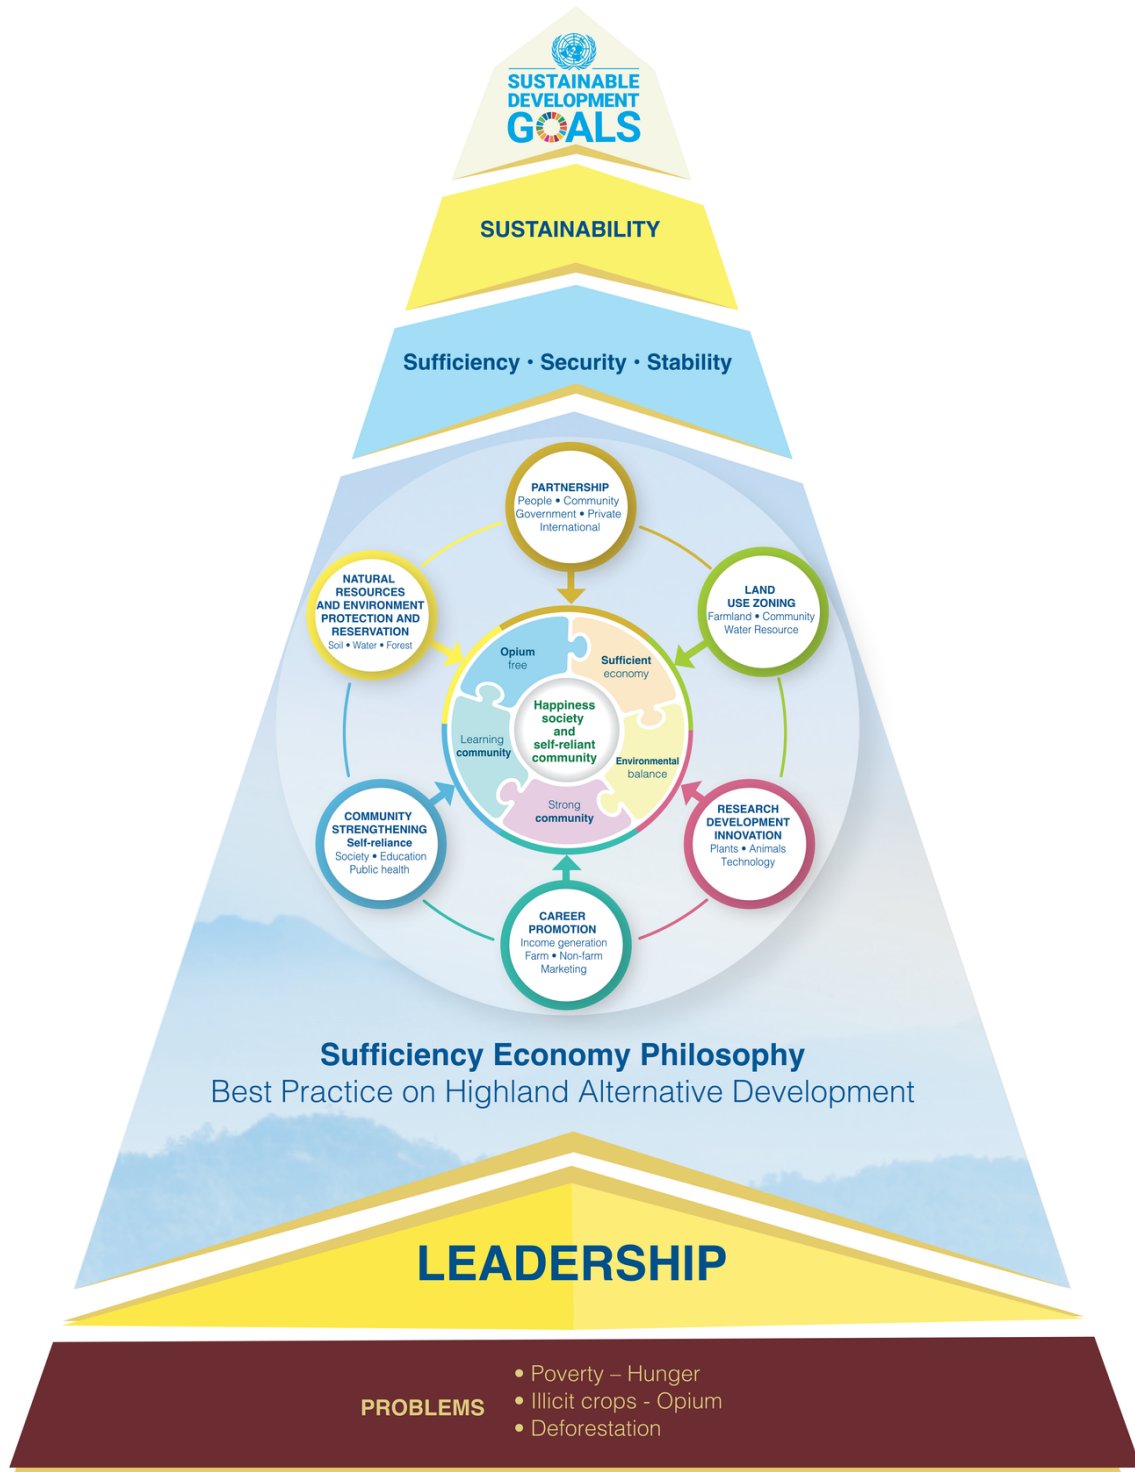 SUSTAINABLE
DEVELOPMENT
GOALS
SUSTAINABILITY
Sufficiency • Security • Stability
PARTNERSHIP
People • Community
Government • Private
International
NATURAL
RESOURCES
AND ENVIRONMENT
PROTECTION AND
RESERVATION
Soil • Water • Forest
LAND
USE ZONING
Farmland • Community
Water Resource
Opium
free
Sufficient
economy
Happiness
society
and
self-reliant
community
Learning
community
Environmental
balance
Strong
community
COMMUNITY
STRENGTHENING
Self-reliance
Society • Education
Public health
RESEARCH
DEVELOPMENT
INNOVATION
Plants • Animals
Technology
CAREER
PROMOTION
Income generation
Farm • Non-farm
Marketing
Sufficiency Economy Philosophy
Best Practice on Highland Alternative Development
LEADERSHIP
PROBLEMS
• Poverty – Hunger
• Illicit crops - Opium
• Deforestation